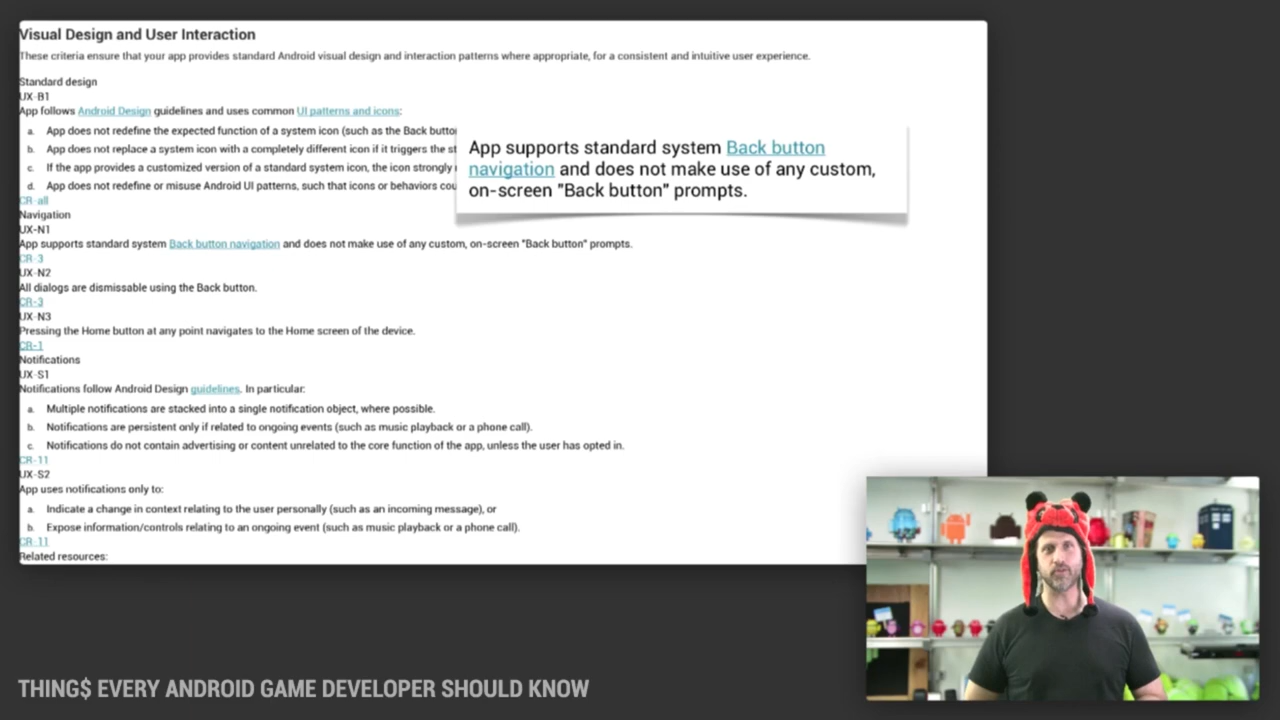 Visual Design and User Interaction
These criteria ensure that your app provides standard Android visual design and interaction patterns where appropriate, for a consistent and intuitive user experience.
Standard design
UX-B1
App follows Android Design guidelines and uses common UI patterns and icons:
a. App does not redefine the expected function of a system icon (such as the Back
b. App does not replace a system icon with a completely different icon if it triggers the
c. If the app provides a customized version of a standard system icon, the icon strongly
d. App does not redefine or misuse Android UI patterns, such that icons or behaviors
App supports standard system Back button
navigation and does not make use of any custom,
on-screen "Back button" prompts.
CR-all
Navigation
UX-N1
App supports standard system Back button navigation and does not make use of any custom, on-screen "Back button" prompts.
CR-3
UX-N2
All dialogs are dismissable using the Back button.
CR-3
UX-N3
Pressing the Home button at any point navigates to the Home screen of the device.
CR-1
Notifications
UX-S1
Notifications follow Android Design guidelines. In particular:
a. Multiple notifications are stacked into a single notification object, where possible.
b. Notifications are persistent only if related to ongoing events (such as music playback or a phone call).
c. Notifications do not contain advertising or content unrelated to the core function of the app, unless the user has opted in.
CR-11
UX-S2
App uses notifications only to:
a. Indicate a change in context relating to the user personally (such as an incoming message), or
b. Expose information/controls relating to an ongoing event (such as music playback or a phone call).
CR-11
Related resources:
THING$ EVERY ANDROID GAME DEVELOPER SHOULD KNOW